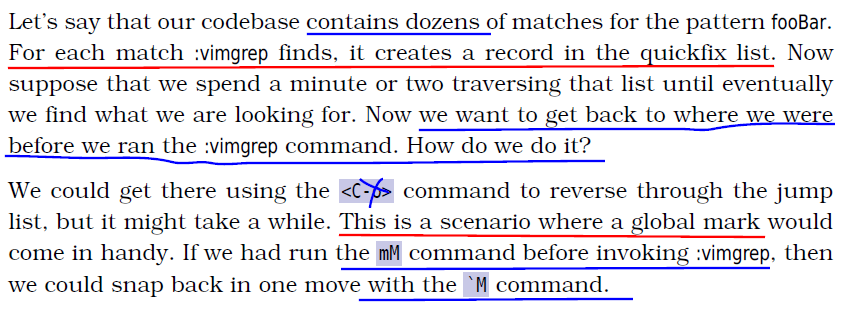 Let’s say that our codebase contains dozens of matches for the pattern fooBar.
For each match :vimgrep finds, it creates a record in the quickfix list. Now
suppose that we spend a minute or two traversing that list until eventually
we find what we are looking for. Now we want to get back to where we were
before we ran the :vimgrep command. How do we do it?
We could get there using the <C-o> command to reverse through the jump
list, but it might take a while. This is a scenario where a global mark would
come in handy. If we had run the mM command before invoking :vimgrep, then
we could snap back in one move with the `M command.